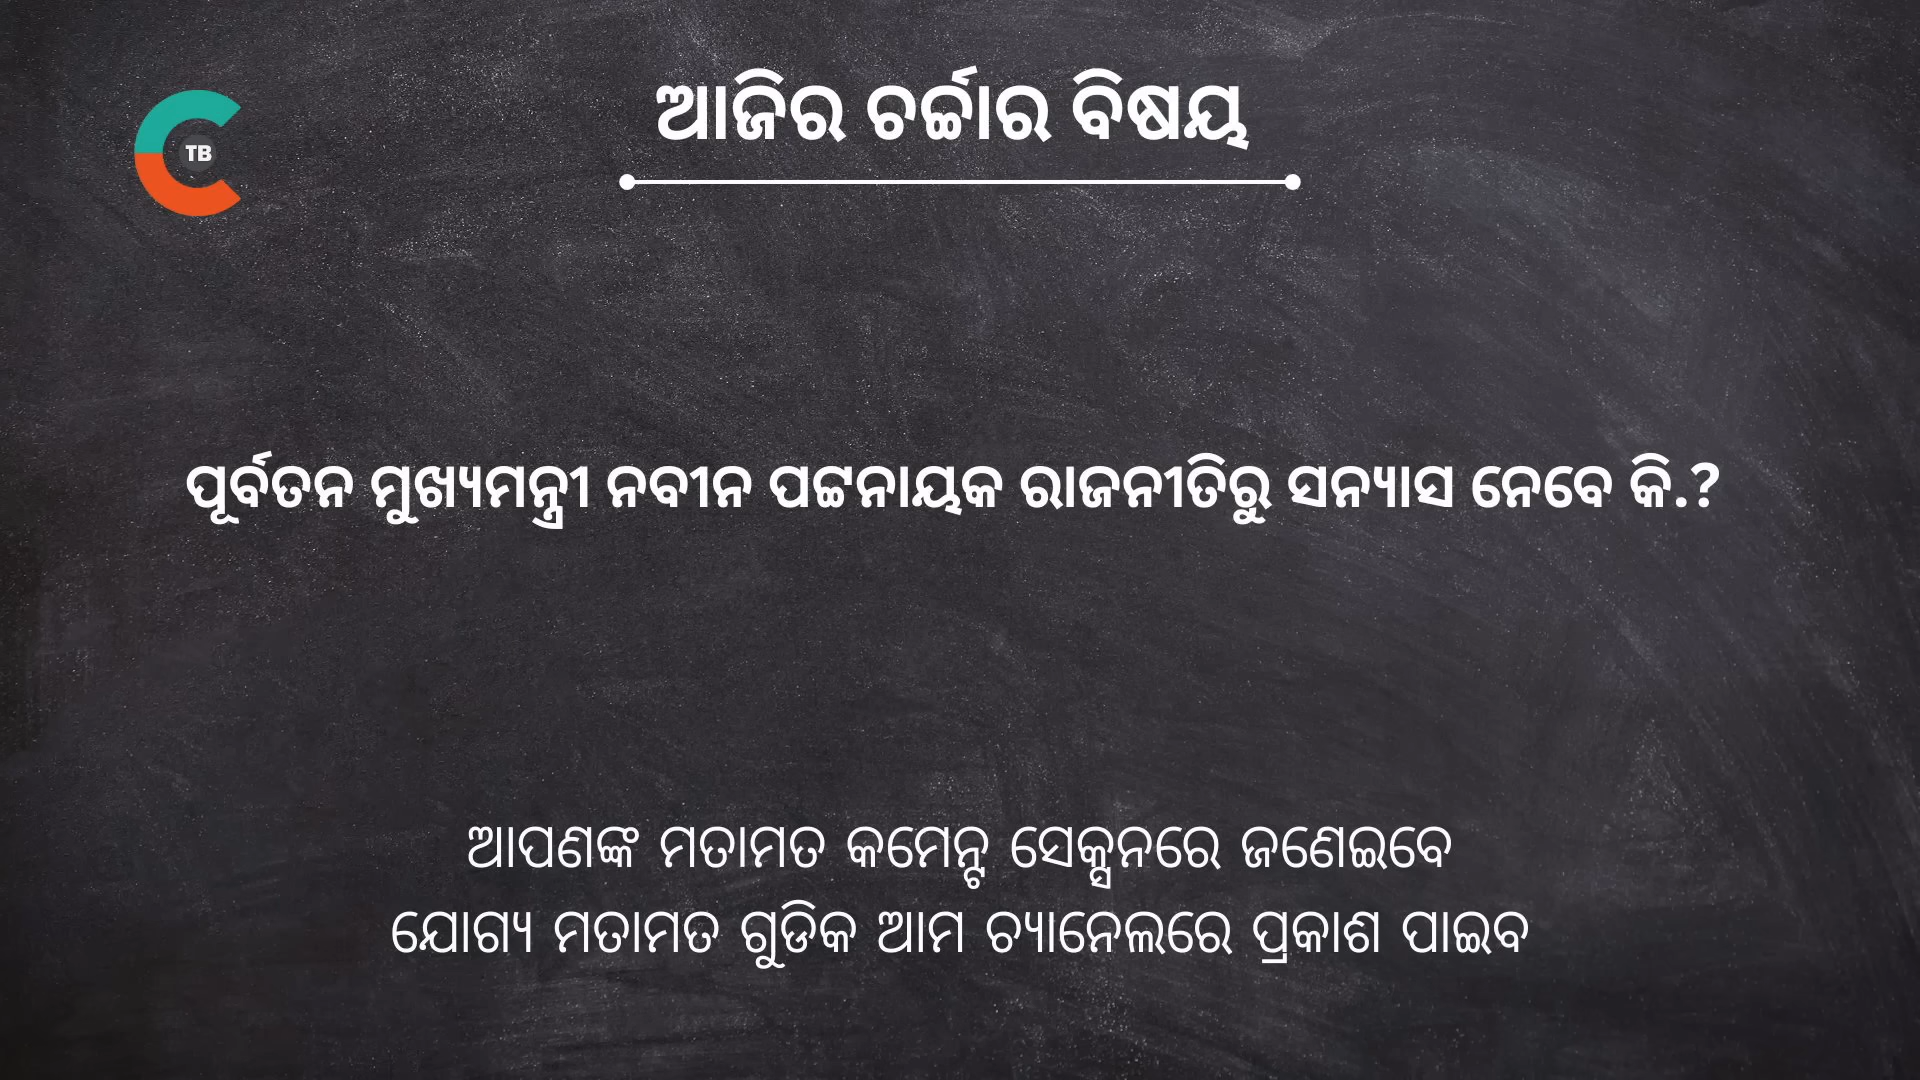 ଆଜିର ଚର୍ଚ୍ଚାର ବିଷୟ
TB
ପୂର୍ବତନ ମୁଖ୍ୟମନ୍ତ୍ରୀ ନବୀନ ପଟ୍ଟନାୟକ ରାଜନୀତିରୁ ସନ୍ୟାସ ନେବେ କି.?
ଆପଣଙ୍କ ମତାମତ କମେଣ୍ଟ ସେକ୍ସନରେ ଜଣେଇବେ
ଯୋଗ୍ୟ ମତାମତ ଗୁଡିକ ଆମ ଚ୍ୟାନେଲରେ ପ୍ରକାଶ ପାଇବ